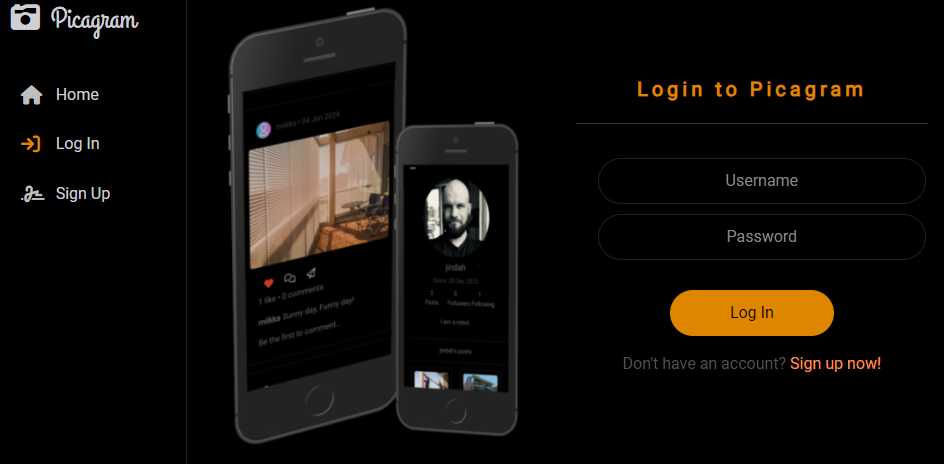 Picagram
Home
Log In
Sign Up
miikka • 04 Jan 2024
1 like • 0 comments
miikka Sunny day, Funny day!
Be the first to comment...
jindah
Since: 28 Dec 2023
2 0 1
Posts Followers Following
I am a robot.
jindah's posts
Login to Picagram
Username
Password
Log In
Don't have an account? Sign up now!